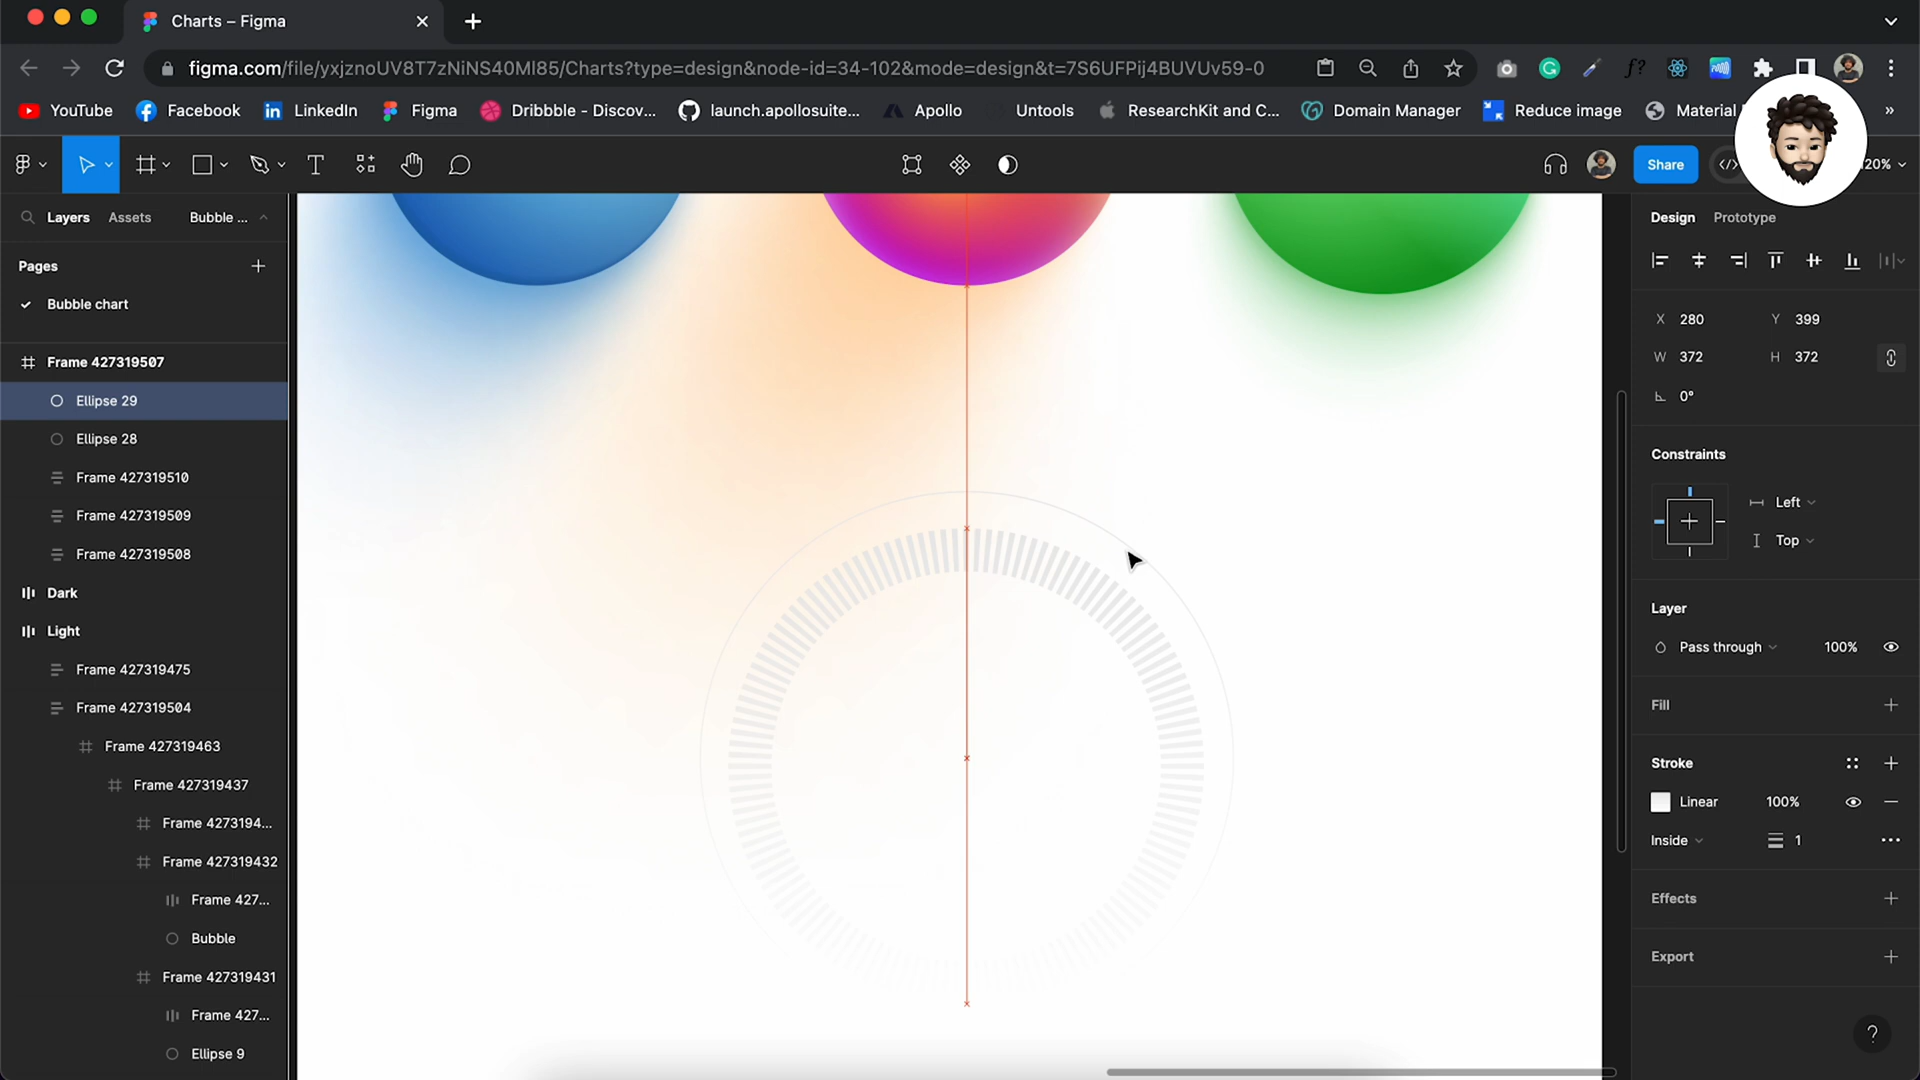 Charts – Figma
figma.com/file/yxjznoUV8T7zNiNS40Ml85/Charts?type=design&node-id=34-102&mode=design&t=7S6UFPij4BUVUv59-0
YouTube
Facebook
LinkedIn
Figma
Dribbble - Discov...
launch.apollosuite...
Apollo
Untools
ResearchKit and C...
Domain Manager
Reduce image
Material
»
Share
20%
Layers
Assets
Bubble ...
Pages
Bubble chart
Frame 427319507
Ellipse 29
Ellipse 28
Frame 427319510
Frame 427319509
Frame 427319508
Dark
Light
Frame 427319475
Frame 427319504
Frame 427319463
Frame 427319437
Frame 4273194...
Frame 427319432
Frame 427...
Bubble
Frame 427319431
Frame 427...
Ellipse 9
Design
Prototype
X 280
Y 399
W 372
H 372
0°
Constraints
Left
Top
Layer
Pass through
100%
Fill
Stroke
Linear
100%
Inside
1
Effects
Export
?